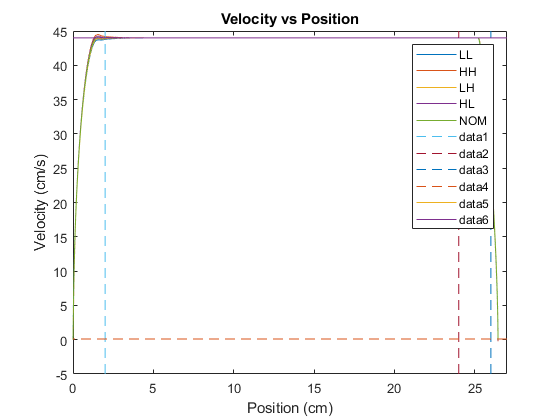 Velocity vs Position
Velocity (cm/s)
45
40
35
30
25
20
15
10
5
0
-5
0 5 10 15 20 25
Position (cm)
LL
HH
LH
HL
NOM
data1
data2
data3
data4
data5
data6